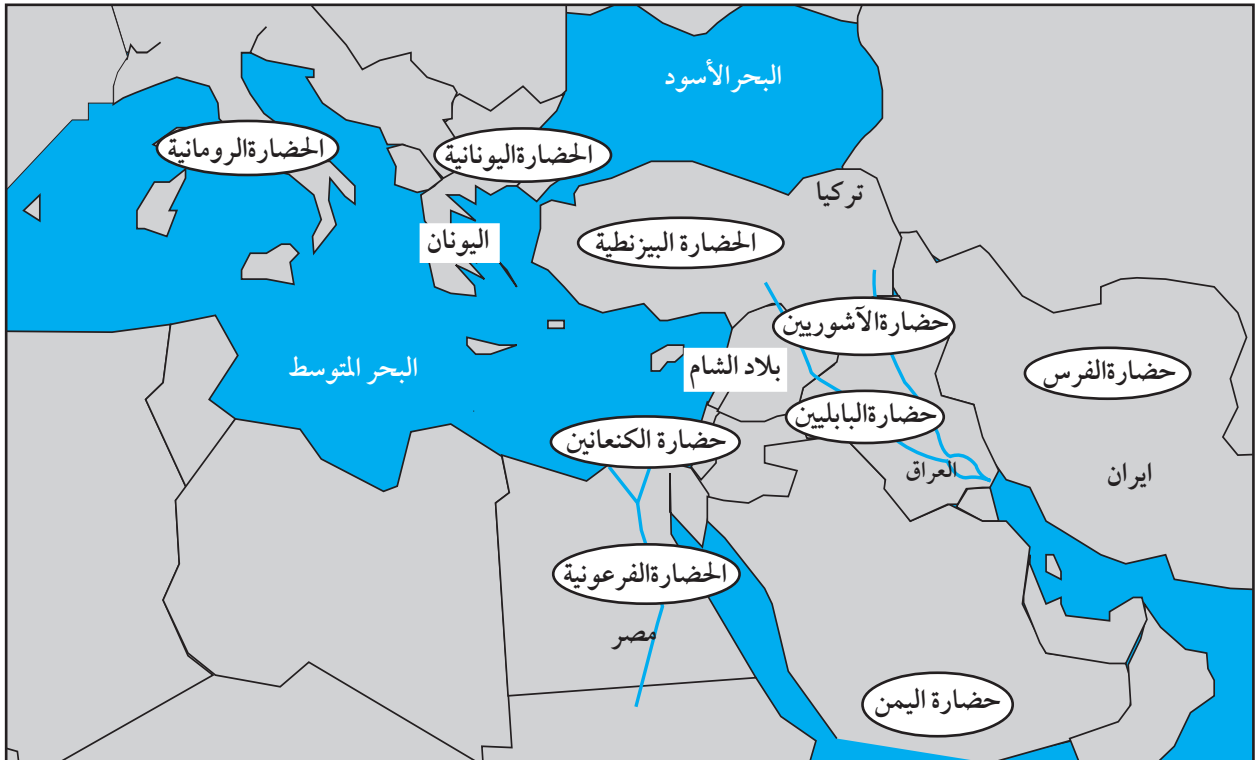 البحر الأسود
الحضارة الرومانية
الحضارة اليونانية
تركيا
اليونان
الحضارة البيزنطية
حضارة الآشوريين
البحر المتوسط
بلاد الشام
حضارة الفرس
حضارة البابليين
حضارة الكنعانين
العراق
ايران
الحضارة الفرعونية
مصر
حضارة اليمن